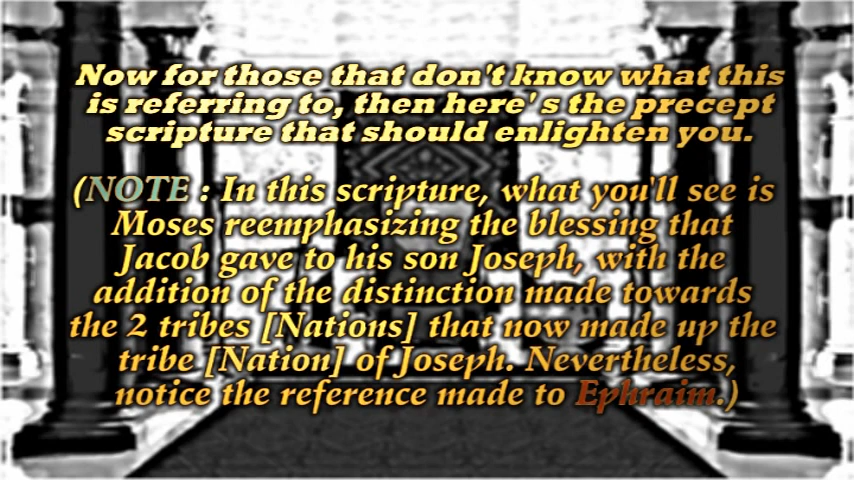 Now for those that don't know what this
is referring to, then here's the precept
scripture that should enlighten you.
(NOTE : In this scripture, what you'll see is
Moses reemphasizing the blessing that
Jacob gave to his son Joseph, with the
addition of the distinction made towards
the 2 tribes [Nations] that now made up the
tribe [Nation] of Joseph. Nevertheless,
notice the reference made to Ephraim.)